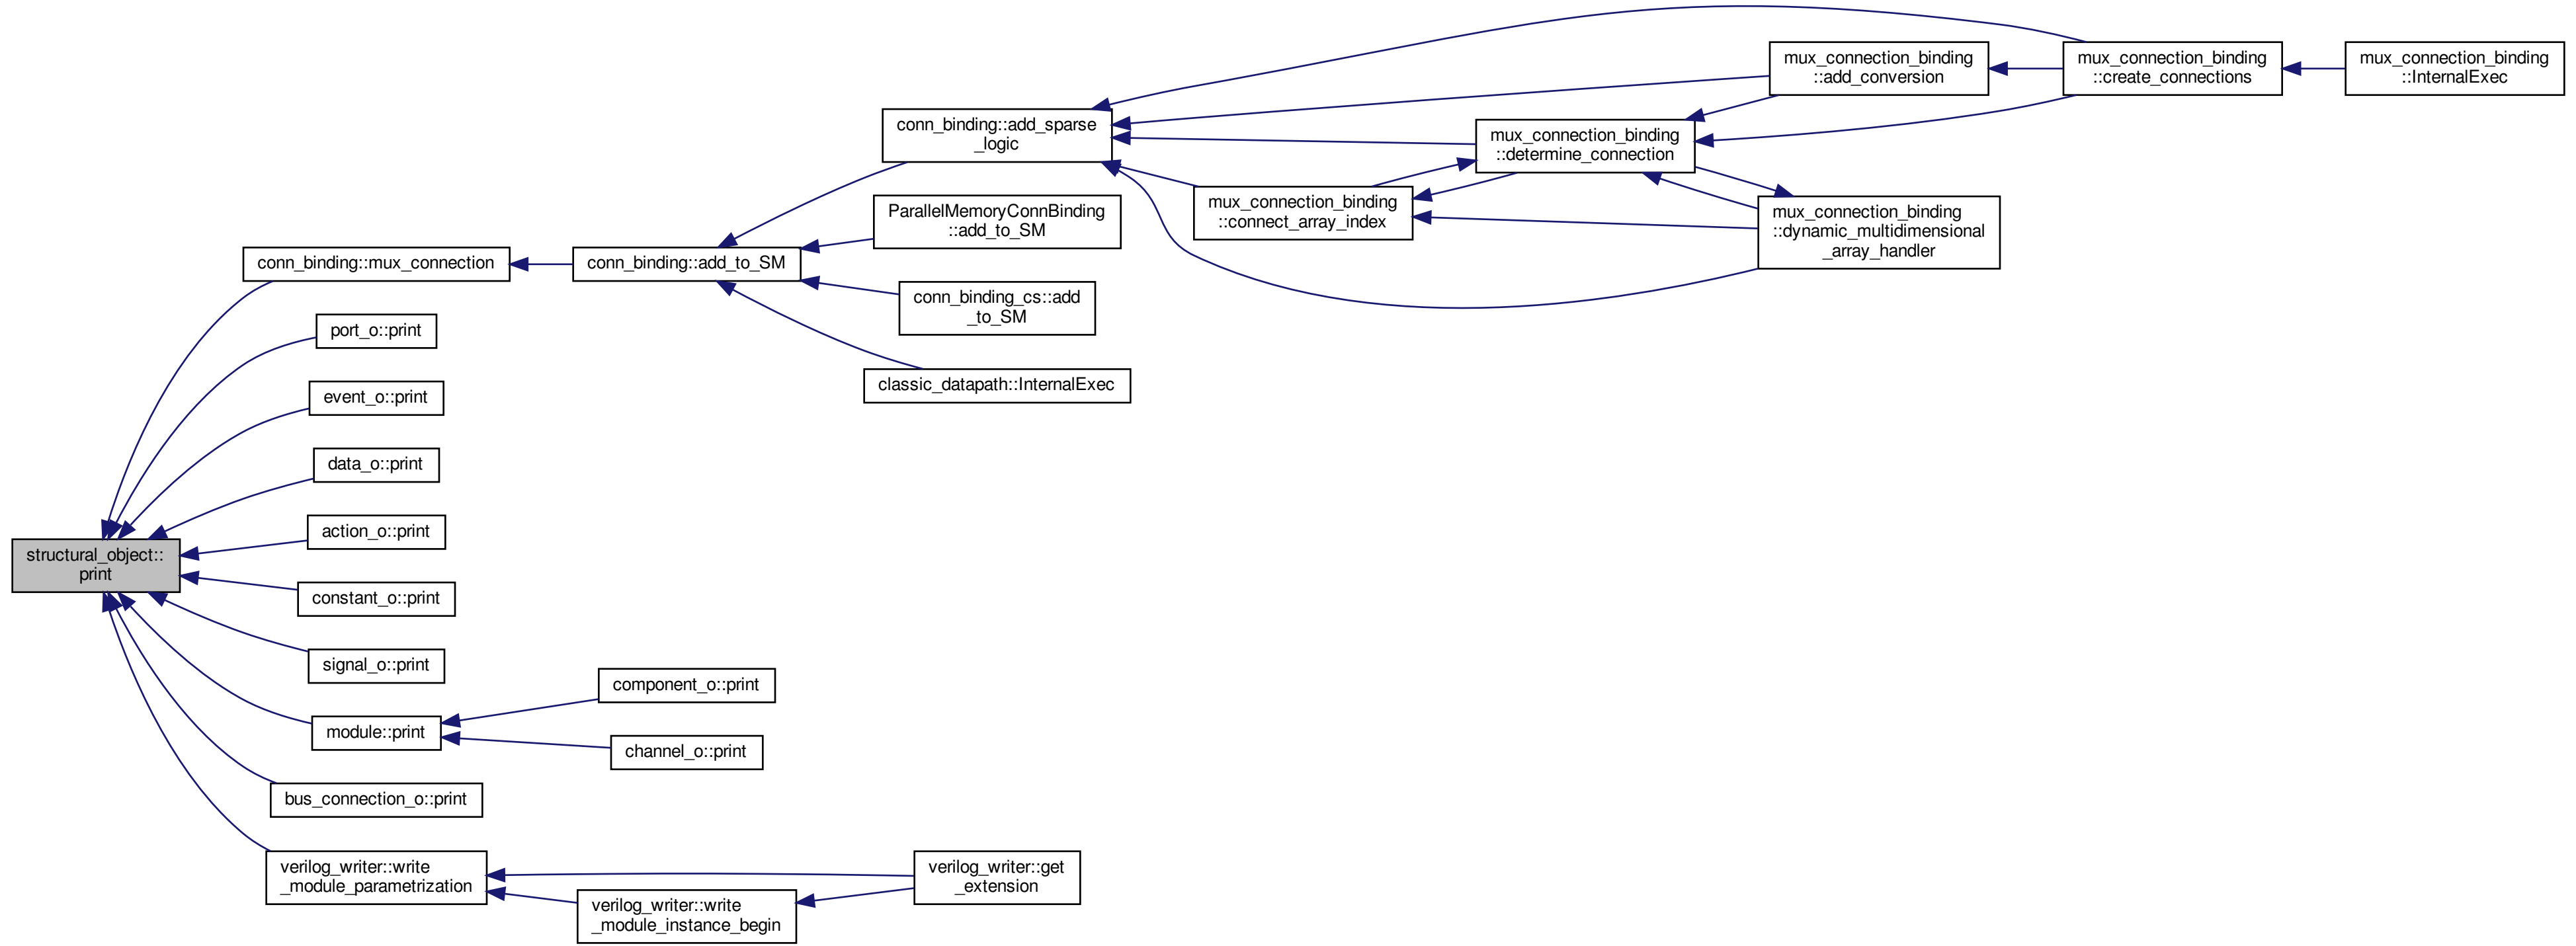 structural_object::
print
conn_binding::mux_connection
conn_binding::add_to_SM
conn_binding::add_sparse
_logic
mux_connection_binding
::create_connections
mux_connection_binding
::InternalExec
mux_connection_binding
::add_conversion
mux_connection_binding
::determine_connection
mux_connection_binding
::connect_array_index
mux_connection_binding
::dynamic_multidimensional
_array_handler
ParallelMemoryConnBinding
::add_to_SM
conn_binding_cs::add
_to_SM
classic_datapath::InternalExec
port_o::print
event_o::print
data_o::print
action_o::print
constant_o::print
signal_o::print
module::print
component_o::print
channel_o::print
bus_connection_o::print
verilog_writer::write
_module_parametrization
verilog_writer::get
_extension
verilog_writer::write
_module_instance_begin